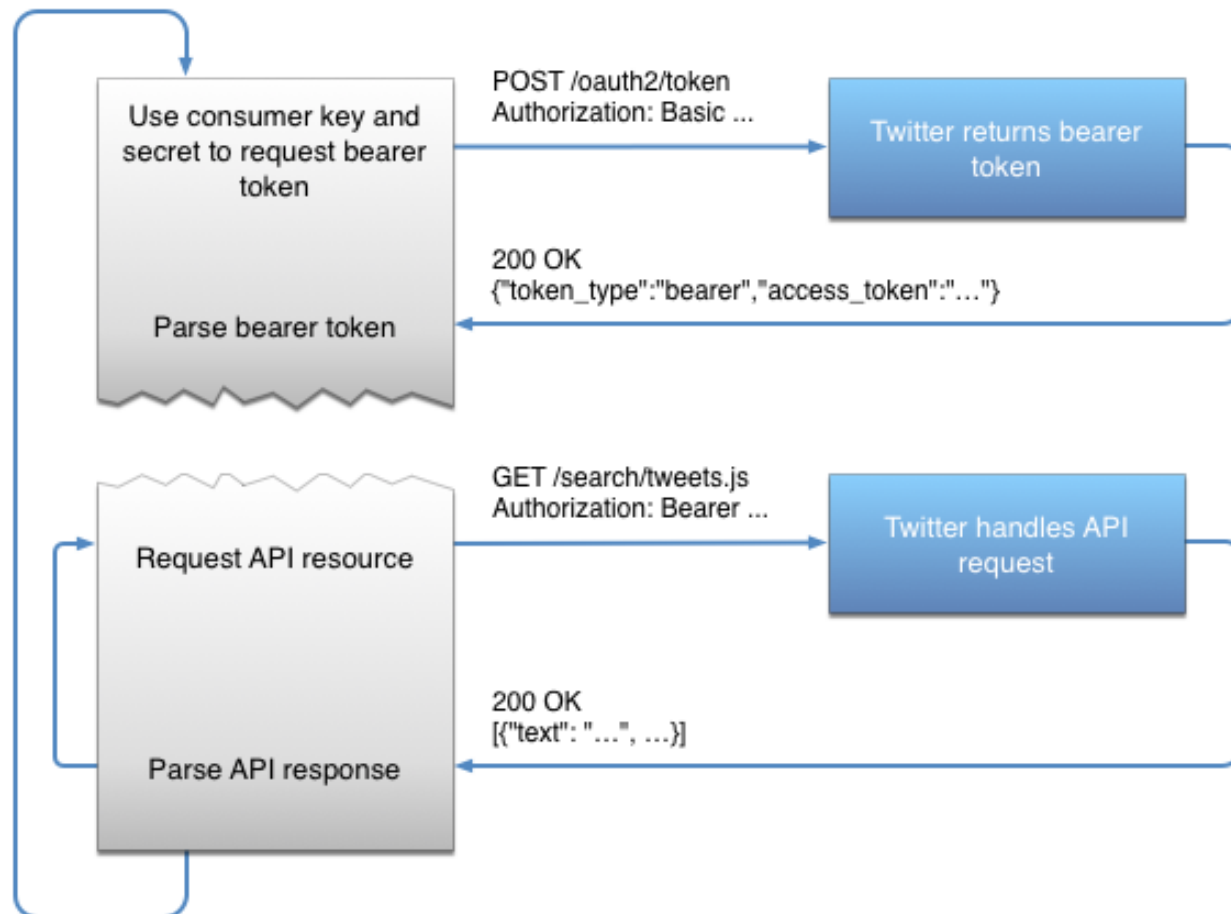 Use consumer key and
secret to request bearer
token
POST /oauth2/token
Authorization: Basic ...
Twitter returns bearer
token
200 OK
{"token_type":"bearer","access_token":"..."}
Parse bearer token
GET /search/tweets.js
Authorization: Bearer ...
Request API resource
Twitter handles API
request
200 OK
[{"text": "...", ...}]
Parse API response